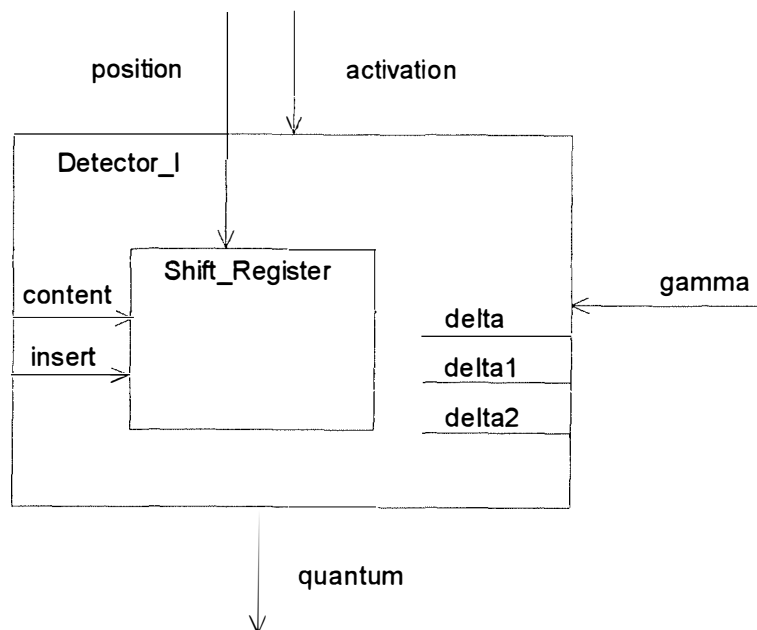 position
activation
Detector_I
Shift_Register
content
gamma
delta
insert
delta1
delta2
quantum